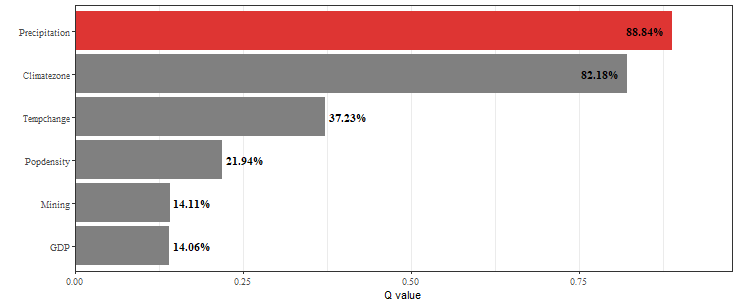 Precipitation 88.84%
Climatezone 82.18%
Tempchange 37.23%
Popdensity 21.94%
Mining 14.11%
GDP 14.06%
0.00 0.25 0.50 0.75
Q value